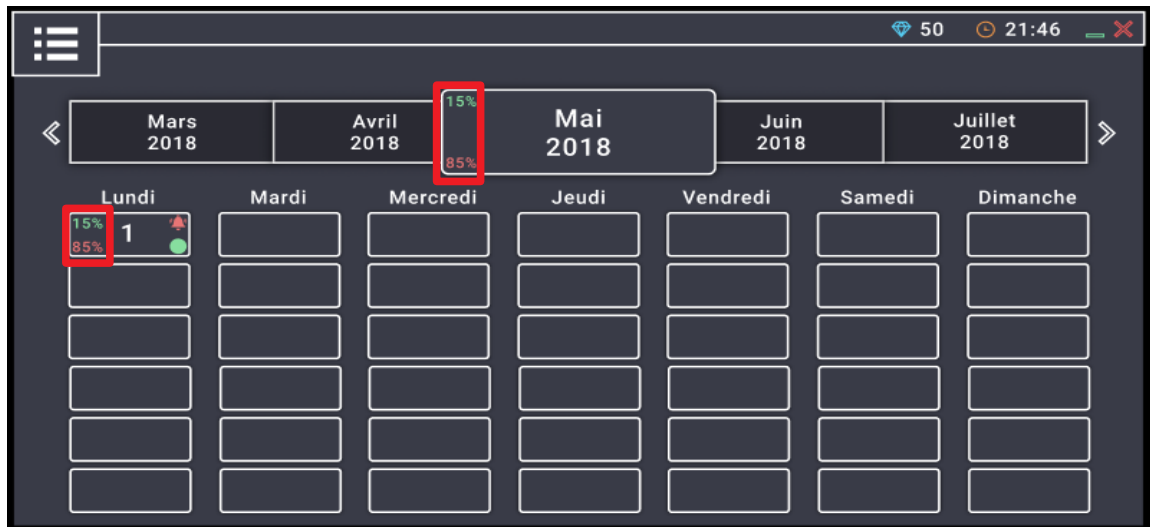 50 21:46
15%
Mars Avril Mai Juin Juillet
2018 2018 2018 2018 2018
85%
Lundi Mardi Mercredi Jeudi Vendredi Samedi Dimanche
15%
1
85%